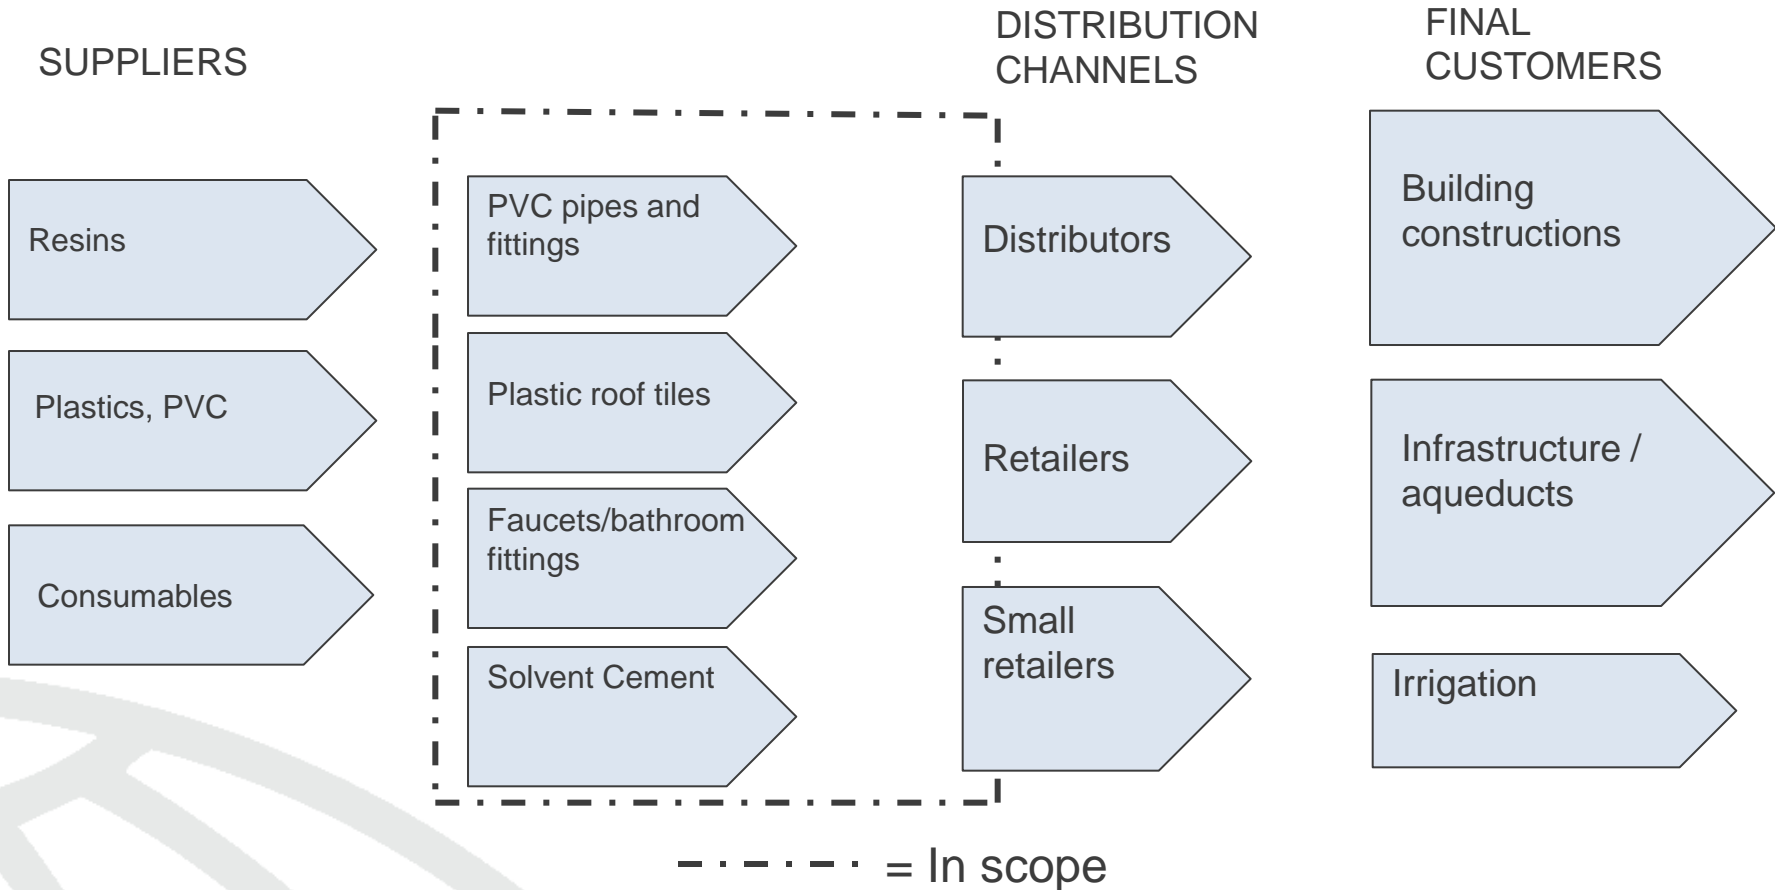 SUPPLIERS
DISTRIBUTION
CHANNELS
FINAL
CUSTOMERS
Resins
Plastics, PVC
Consumables
PVC pipes and
fittings
Plastic roof tiles
Faucets/bathroom
fittings
Solvent Cement
Distributors
Retailers
Small
retailers
Building
constructions
Infrastructure /
aqueducts
Irrigation
= In scope